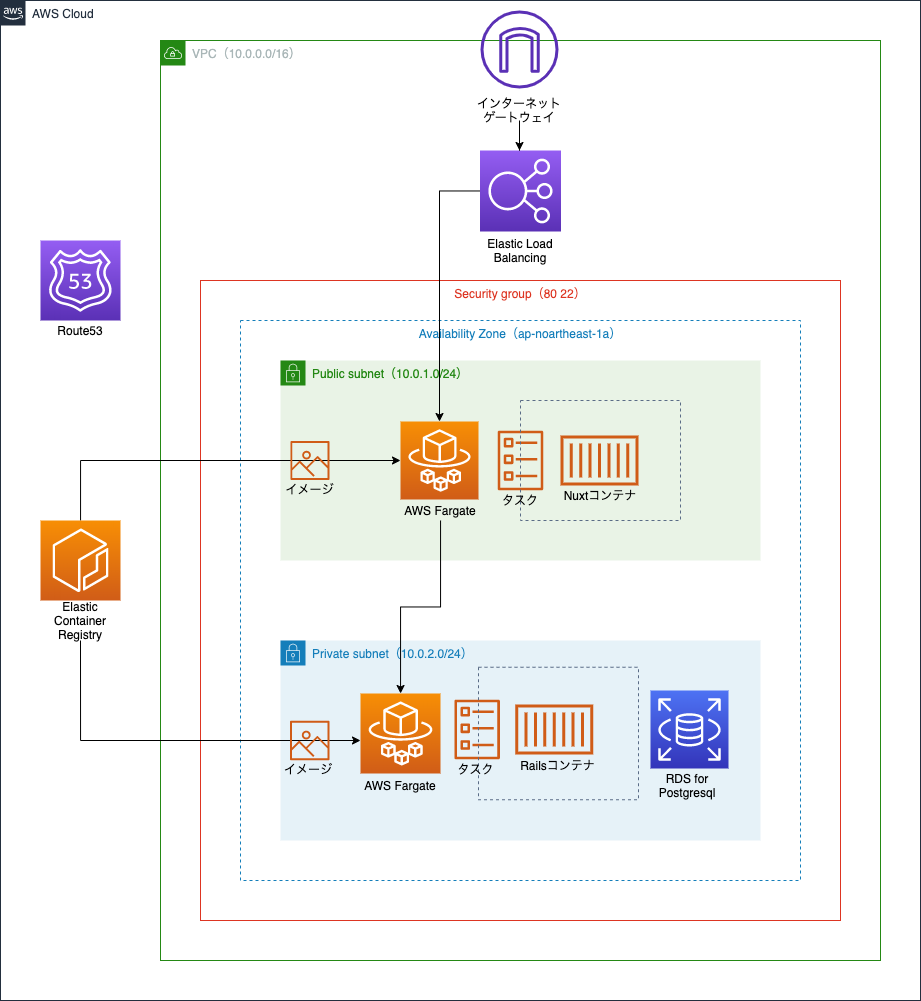 aws
AWS Cloud
VPC（10.0.0.0/16）
インターネット
ゲートウェイ
Elastic Load
Balancing
53
Route53
Security group（80 22）
Availability Zone（ap-noartheast-1a）
Public subnet（10.0.1.0/24）
イメージ
AWS Fargate
タスク
Nuxtコンテナ
Elastic
Container
Registry
Private subnet（10.0.2.0/24）
イメージ
AWS Fargate
タスク
Railsコンテナ
RDS for
Postgresql